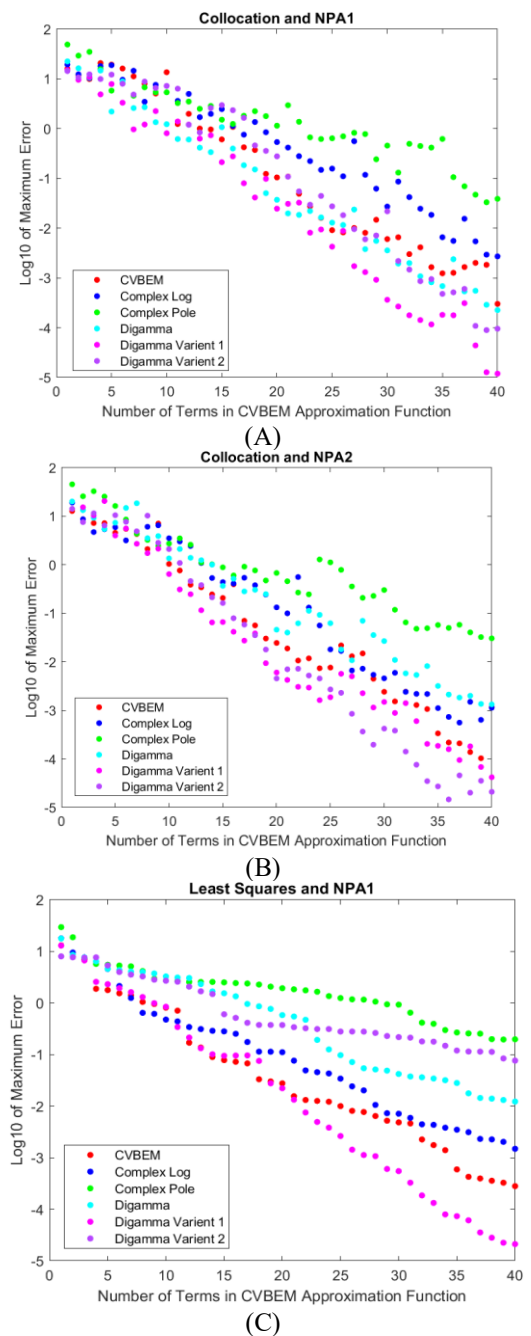 Collocation and NPA1
Log10 of Maximum Error
2
1
0
-1
-2
-3
-4
-5
CVBEM
Complex Log
Complex Pole
Digamma
Digamma Varient 1
Digamma Varient 2
0 5 10 15 20 25 30 35 40
Number of Terms in CVBEM Approximation Function
(A)
Collocation and NPA2
Log10 of Maximum Error
2
1
0
-1
-2
-3
-4
-5
CVBEM
Complex Log
Complex Pole
Digamma
Digamma Varient 1
Digamma Varient 2
0 5 10 15 20 25 30 35 40
Number of Terms in CVBEM Approximation Function
(B)
Least Squares and NPA1
Log10 of Maximum Error
2
1
0
-1
-2
-3
-4
-5
CVBEM
Complex Log
Complex Pole
Digamma
Digamma Varient 1
Digamma Varient 2
0 5 10 15 20 25 30 35 40
Number of Terms in CVBEM Approximation Function
(C)